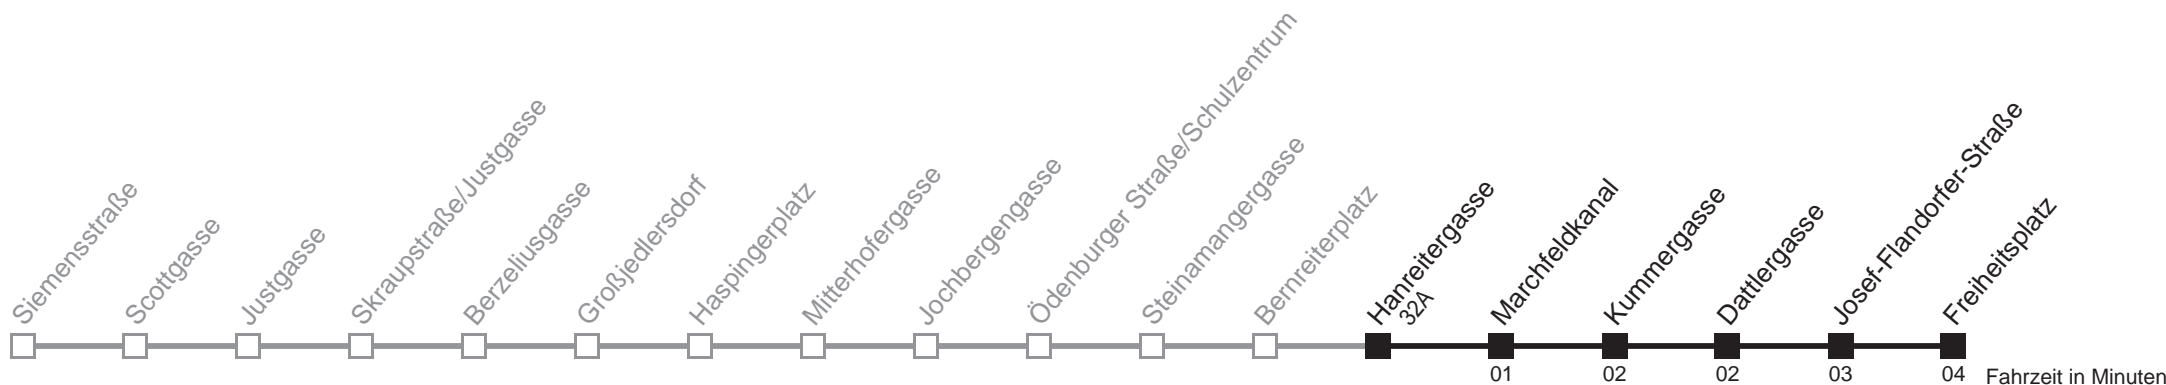 Siemensstraße
Scottgasse
Justgasse
Skraupstraße/Justgasse
Berzeliusgasse
Großjedlersdorf
Haspingerplatz
Mitterhofergasse
Jochbergengasse
Ödenburger Straße/Schulzentrum
Steinamangergasse
Bernreiterplatz
Hanreitergasse
32A
Marchfeldkanal
Kummergasse
Dattlergasse
Josef-Flandorfer-Straße
Freiheitsplatz
01 02 02 03 04 Fahrzeit in Minuten